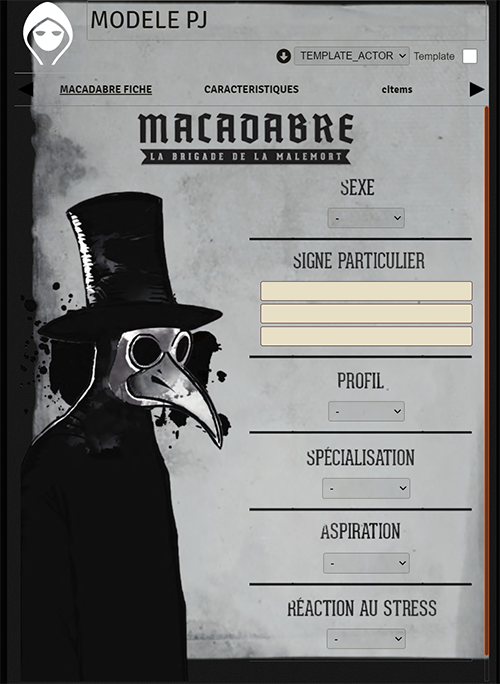 MODELE PJ
TEMPLATE_ACTOR Template
MACADABRE FICHE CARACTERISTIQUES cItems
MACADABRE
LA BRIGADE DE LA MALEMORT
SEXE
-
SIGNE PARTICULIER
PROFIL
-
SPÉCIALISATION
-
ASPIRATION
-
RÉACTION AU STRESS
-